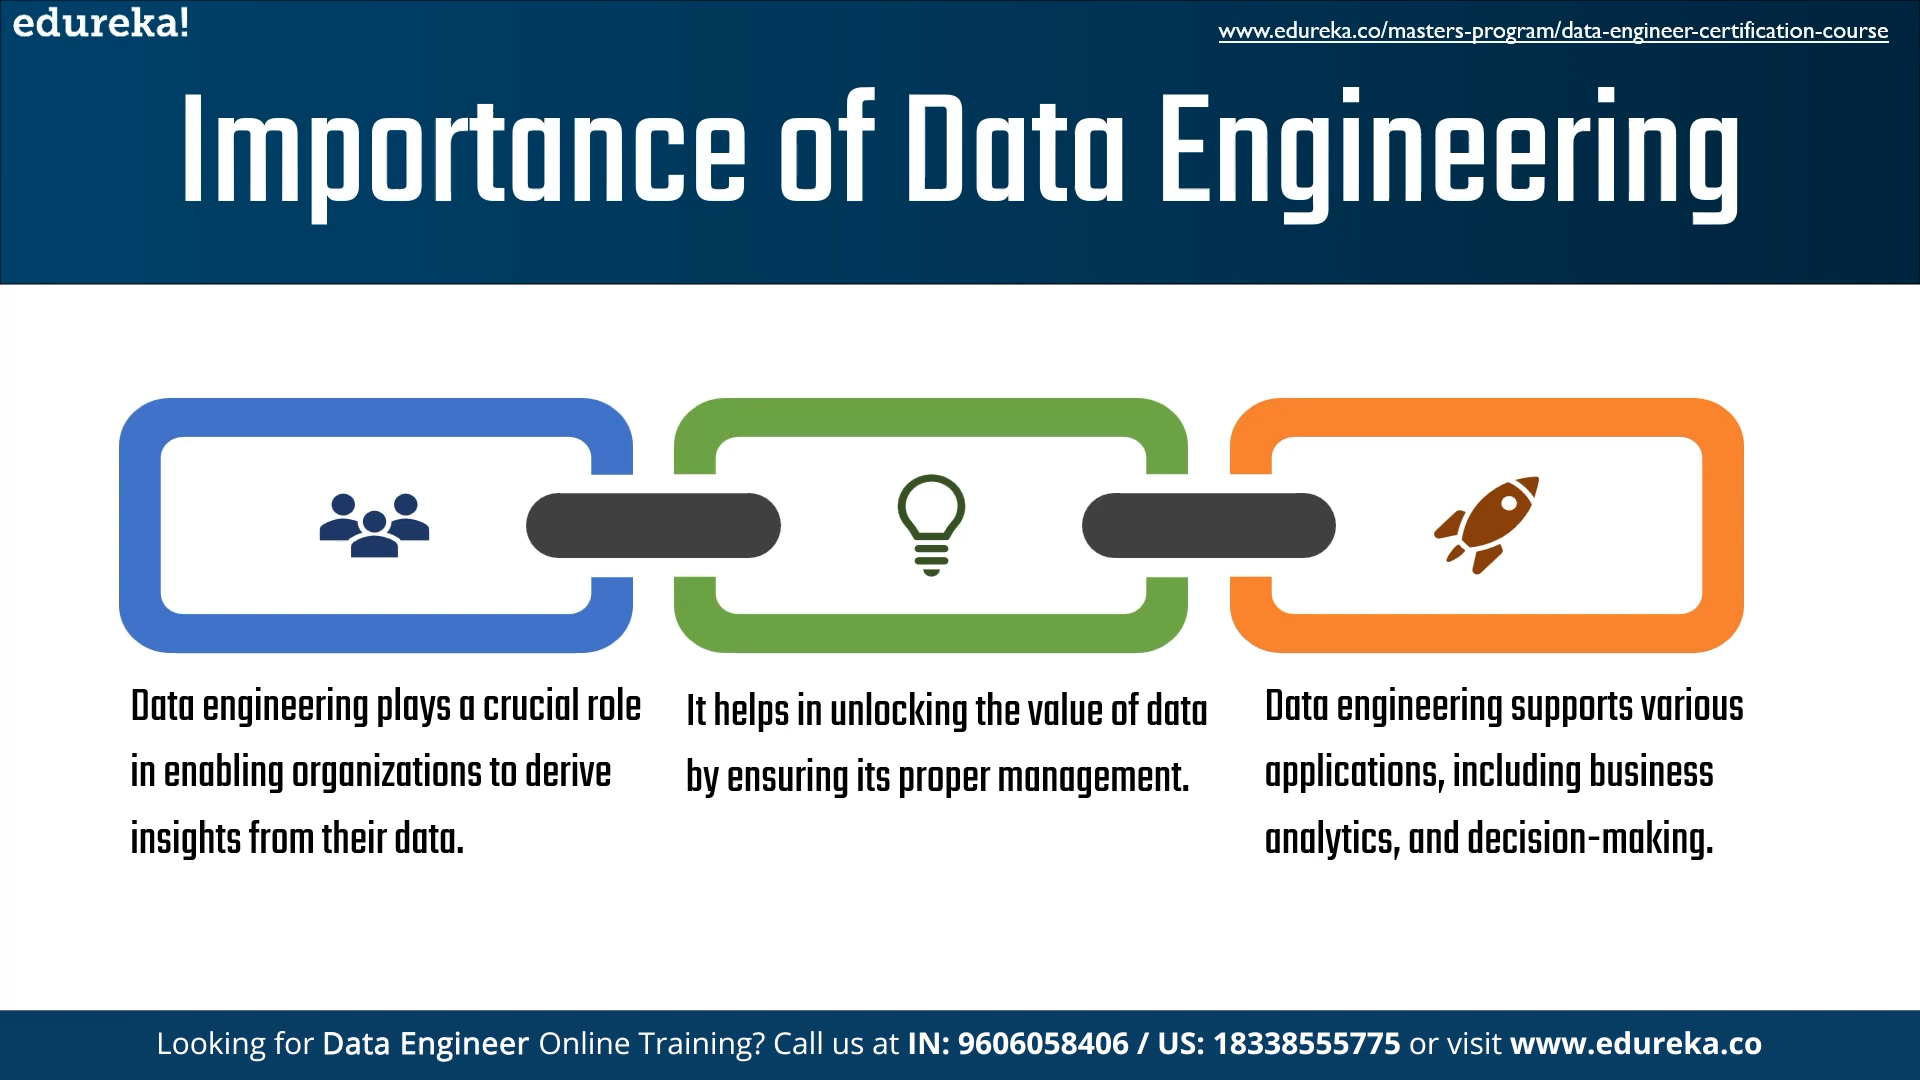 edureka!
www.edureka.co/masters-program/data-engineer-certification-course
Importance of Data Engineering
Data engineering plays a crucial role
in enabling organizations to derive
insights from their data.
It helps in unlocking the value of data
by ensuring its proper management.
Data engineering supports various
applications, including business
analytics, and decision-making.
Looking for Data Engineer Online Training? Call us at IN: 9606058406 / US: 18338555775 or visit www.edureka.co